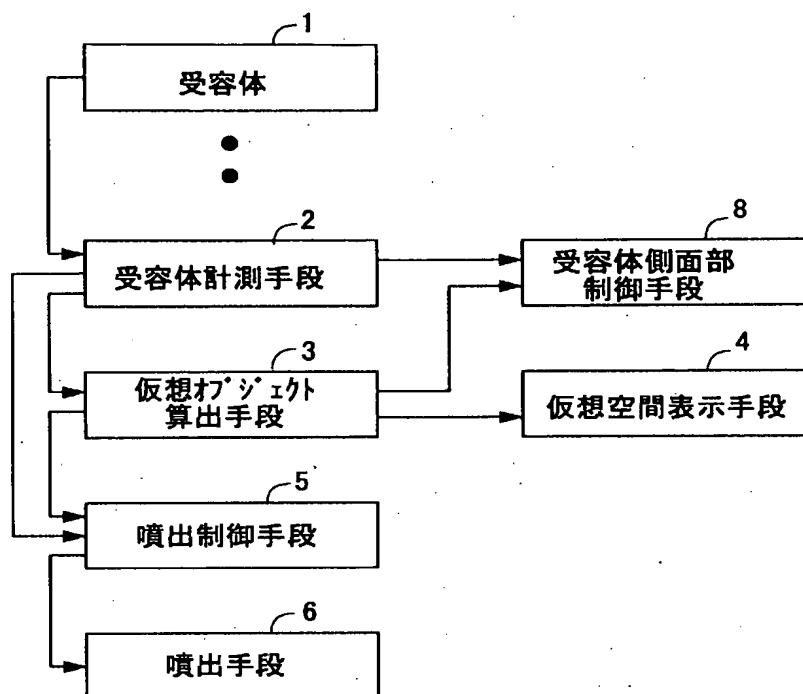 1
受容体
2
受容体計測手段
8
受容体側面部
制御手段
3
仮想ｵﾌﾞｼﾞｪｸﾄ
算出手段
4
仮想空間表示手段
5
噴出制御手段
6
噴出手段